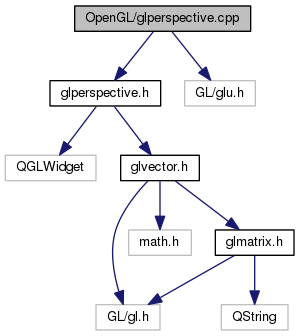 OpenGL/glperspective.cpp
glperspective.h
GL/glu.h
QGLWidget
glvector.h
math.h
glmatrix.h
GL/gl.h
QString